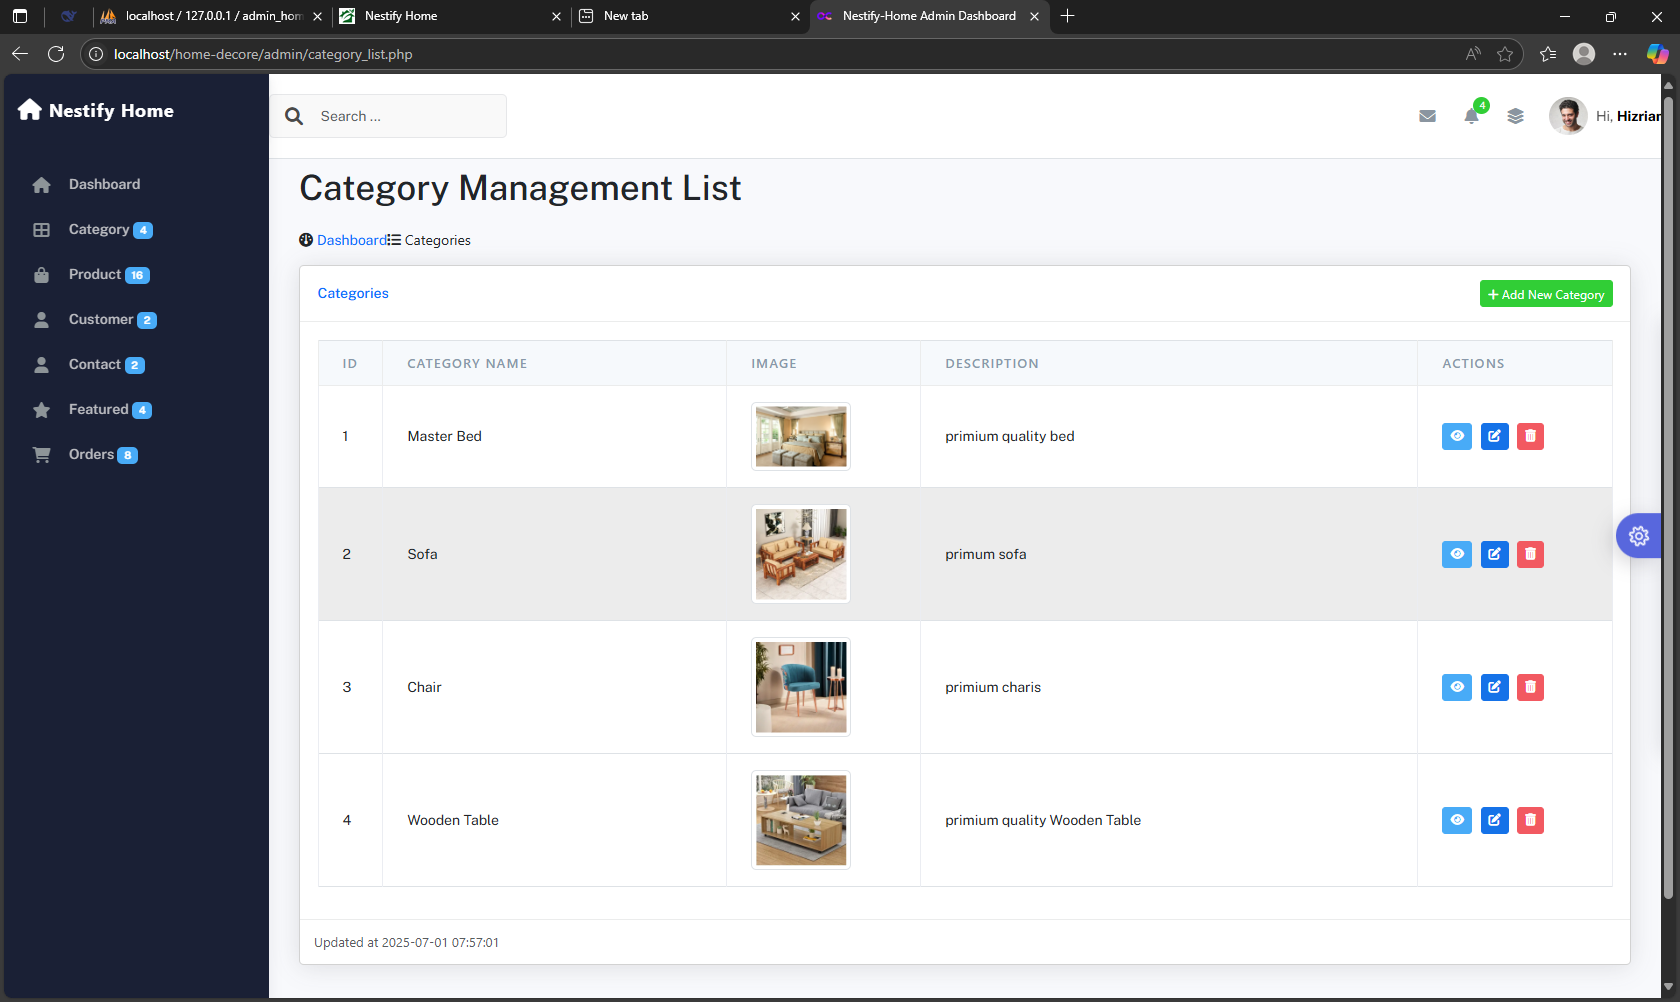 localhost / 127.0.0.1 / admin_hom
Nestify Home
New tab
Nestify-Home Admin Dashboard
localhost/home-decore/admin/category_list.php
Nestify Home
Search ...
4
Hi, Hizrian
Dashboard
Category 4
Product 16
Customer 2
Contact 2
Featured 4
Orders 8
Category Management List
Dashboard Categories
Categories
+ Add New Category
ID CATEGORY NAME IMAGE DESCRIPTION ACTIONS
1 Master Bed primium quality bed
2 Sofa primum sofa
3 Chair primium charis
4 Wooden Table primium quality Wooden Table
Updated at 2025-07-01 07:57:01